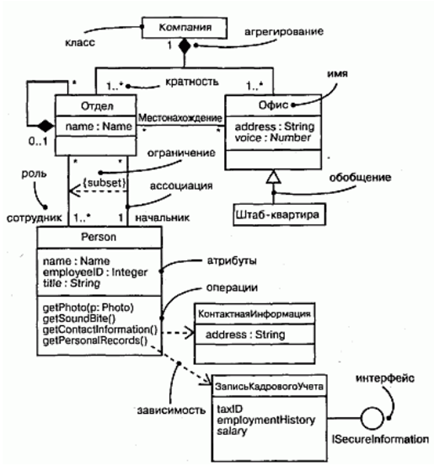 Компания
класс
1
агрегирование
*
1..*
кратность
1..*
имя
Отдел
Местонахождение
Офис
name : Name
*
*
address : String
voice : Number
0..1
*
*
ограничение
{subset}
обобщение
роль
ассоциация
сотрудник
1..*
1
начальник
Штаб-квартира
Person
name : Name
employeeID : Integer
title : String
атрибуты
операции
getPhoto(p: Photo)
getSoundBite()
getContactInformation()
getPersonalRecords()
КонтактнаяИнформация
address : String
зависимость
ЗаписьКадровогоУчета
интерфейс
taxID
employmentHistory
salary
ISecureInformation